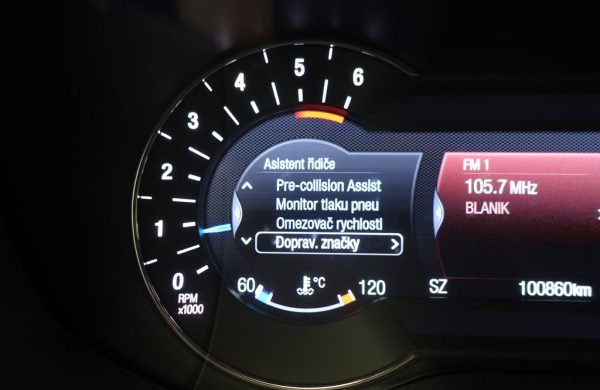 0
1
2
3
4
5
6
RPM
x1000
Asistent řidiče
Pre-collision Assist
Monitor tlaku pneu
Omezovač rychlosti
Doprav. značky
60 °C 120
FM 1
105.7 MHz
BLANIK
SZ 100860km